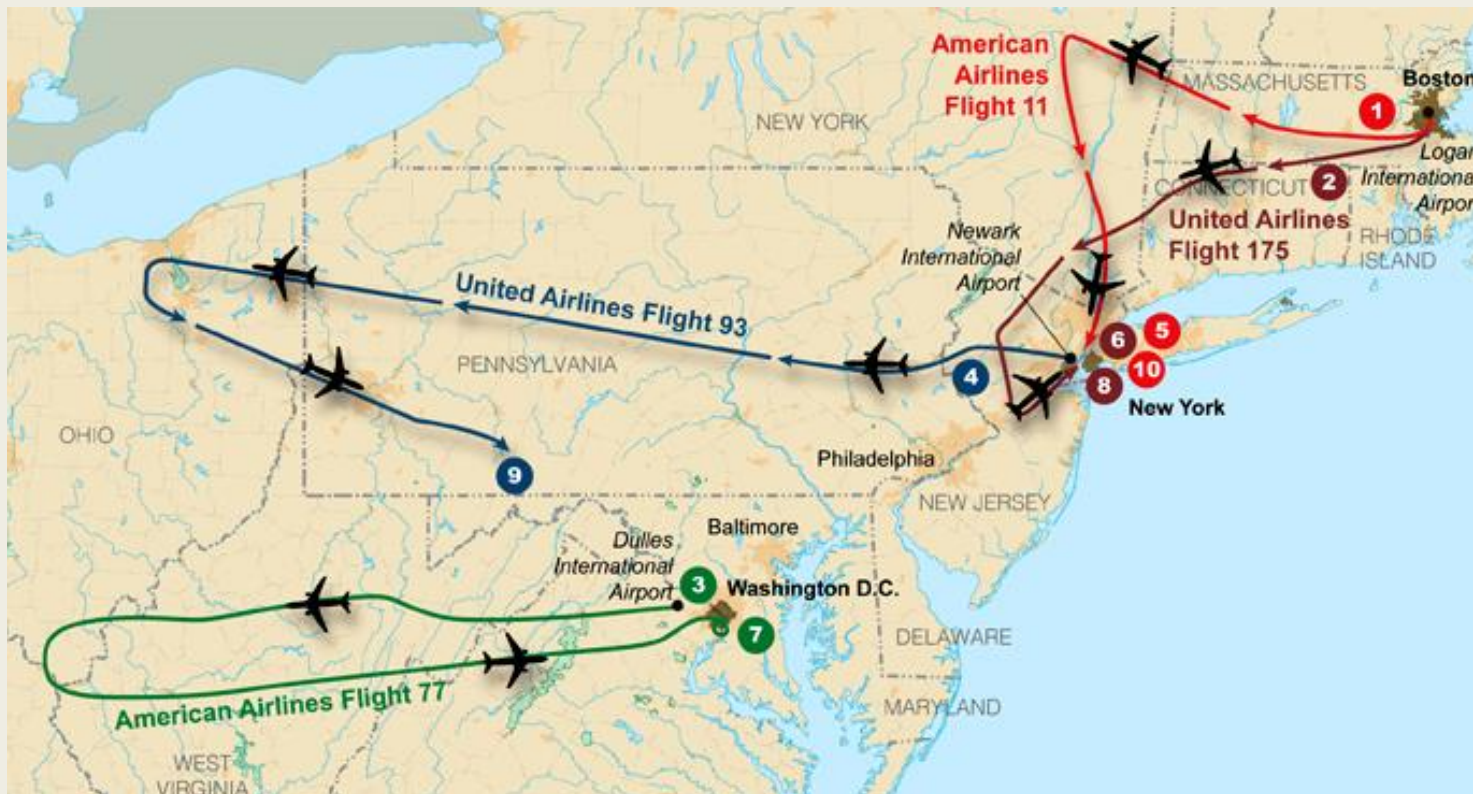 American
Airlines
Flight 11
MASSACHUSETTS
Boston
1
NEW YORK
Logan
International
Airport
CONNECTICUT
2
United Airlines
Flight 175
RHODE
ISLAND
Newark
International
Airport
United Airlines Flight 93
PENNSYLVANIA
4
6
5
10
8
New York
OHIO
9
Philadelphia
NEW JERSEY
Baltimore
Dulles
International
Airport
3
Washington D.C.
7
DELAWARE
MARYLAND
American Airlines Flight 77
WEST
VIRGINIA